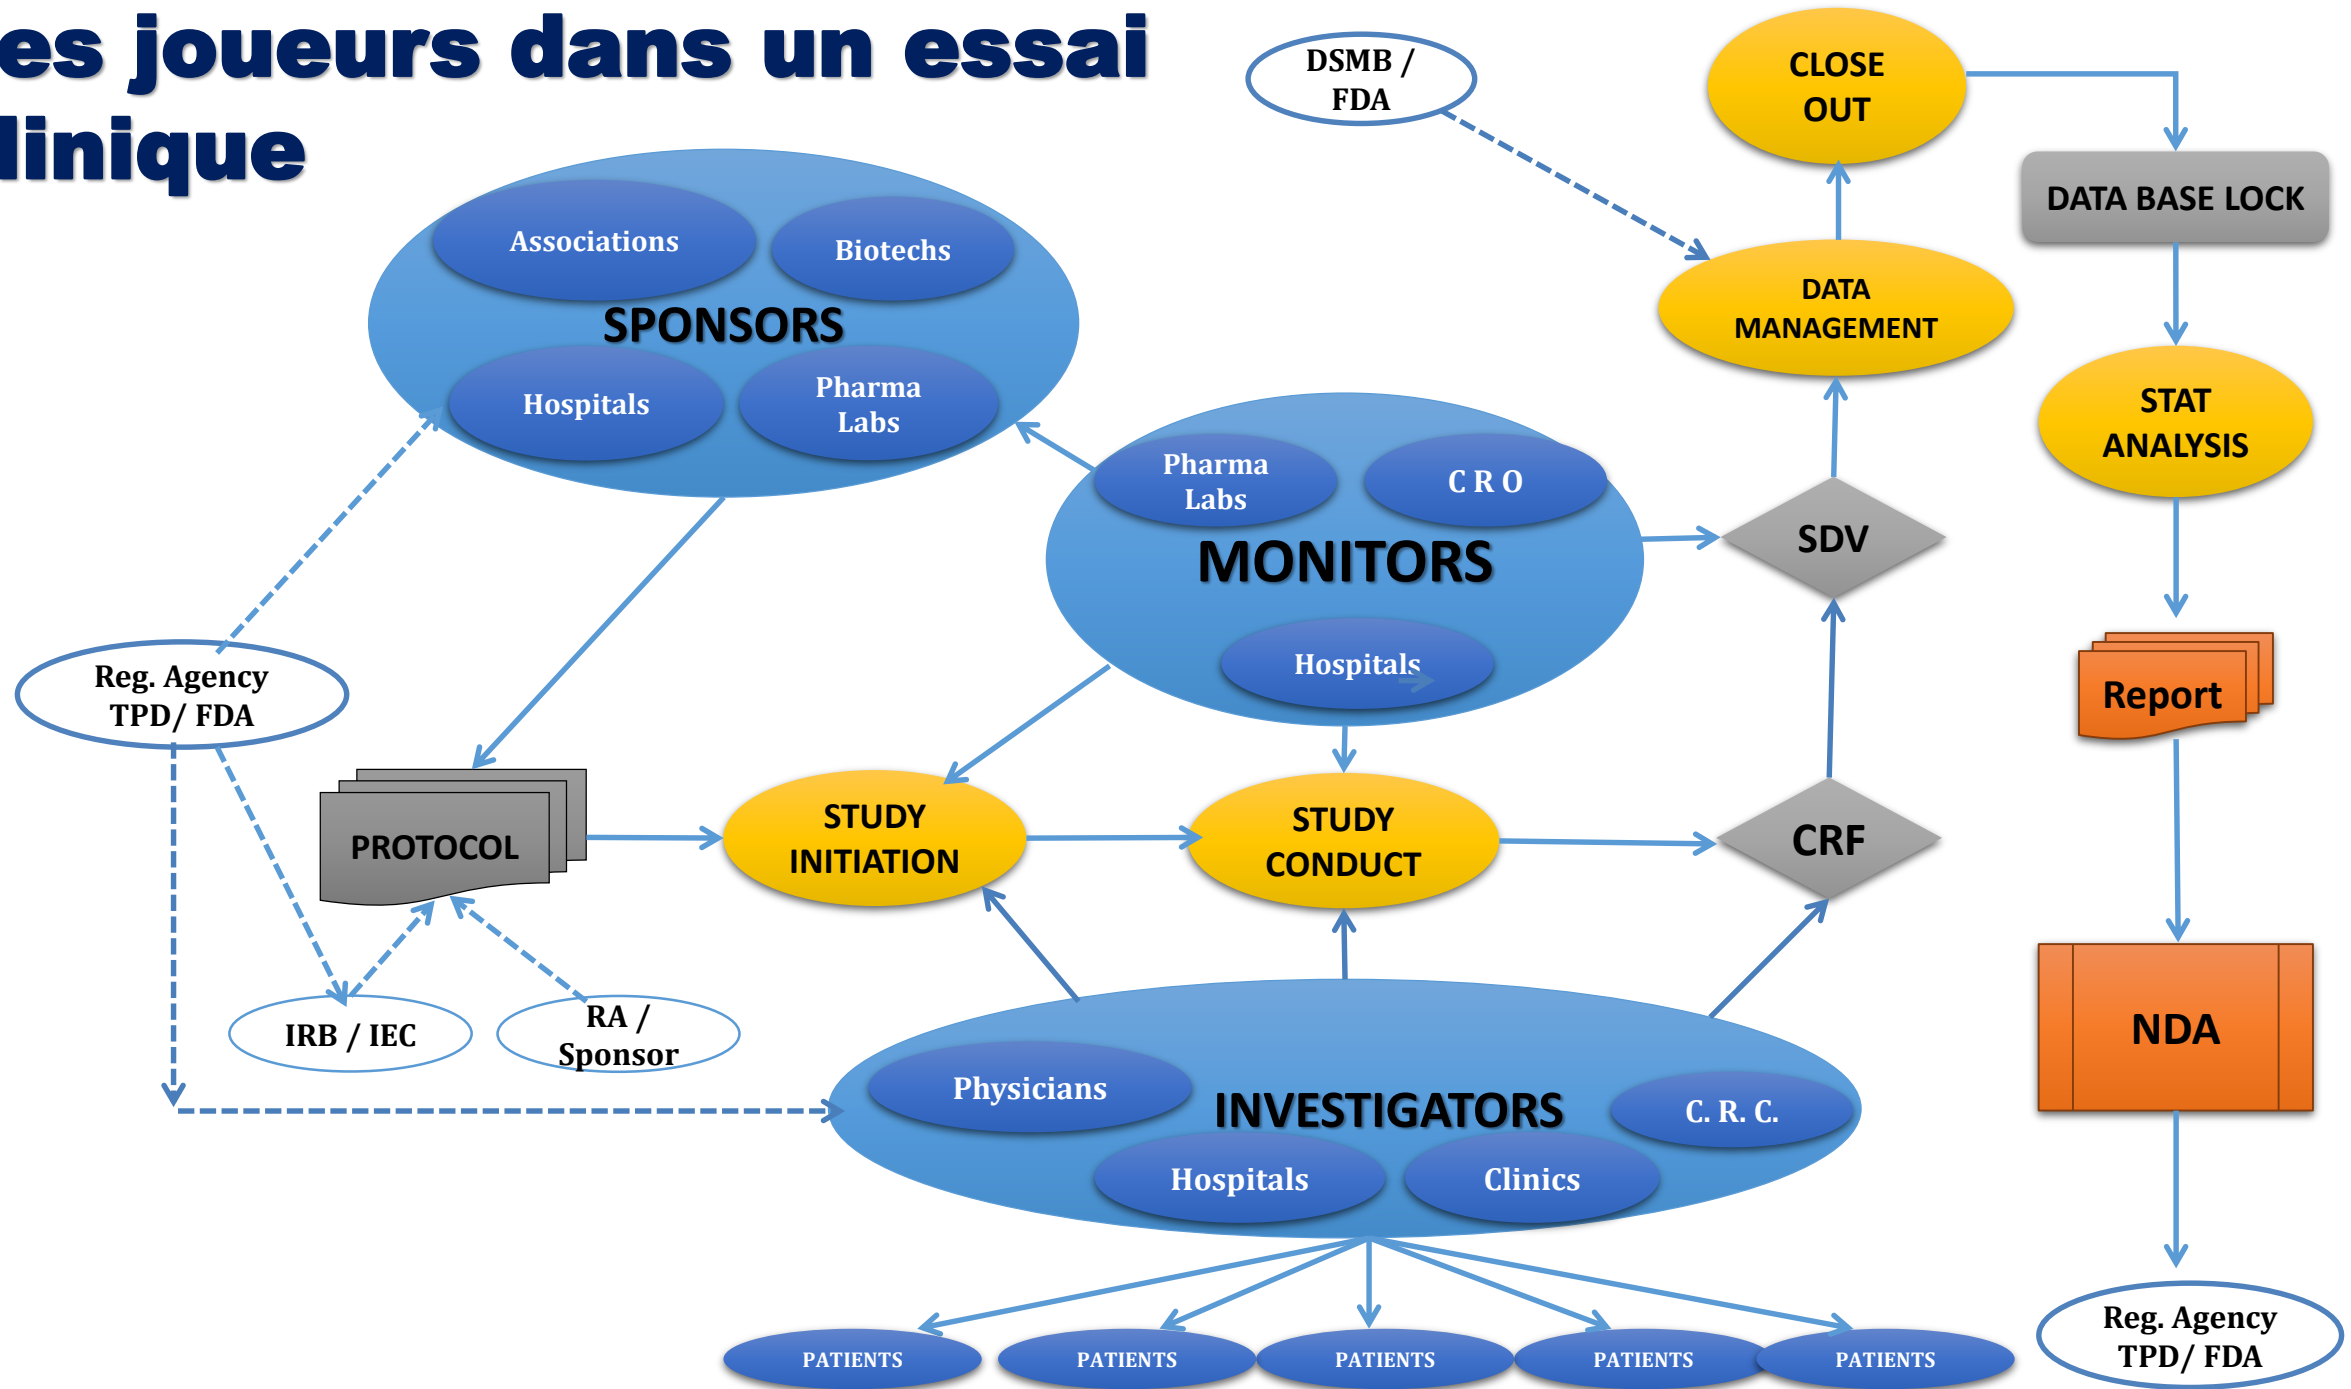 es joueurs dans un essai
linique
DSMB /
FDA
CLOSE
OUT
DATA BASE LOCK
Associations
Biotechs
SPONSORS
Hospitals
Pharma
Labs
DATA
MANAGEMENT
STAT
ANALYSIS
Pharma
Labs
C R O
MONITORS
Hospitals
SDV
Reg. Agency
TPD/ FDA
Report
PROTOCOL
STUDY
INITIATION
STUDY
CONDUCT
CRF
IRB / IEC
RA /
Sponsor
NDA
Physicians
INVESTIGATORS
C. R. C.
Hospitals
Clinics
PATIENTS
PATIENTS
PATIENTS
PATIENTS
PATIENTS
Reg. Agency
TPD/ FDA